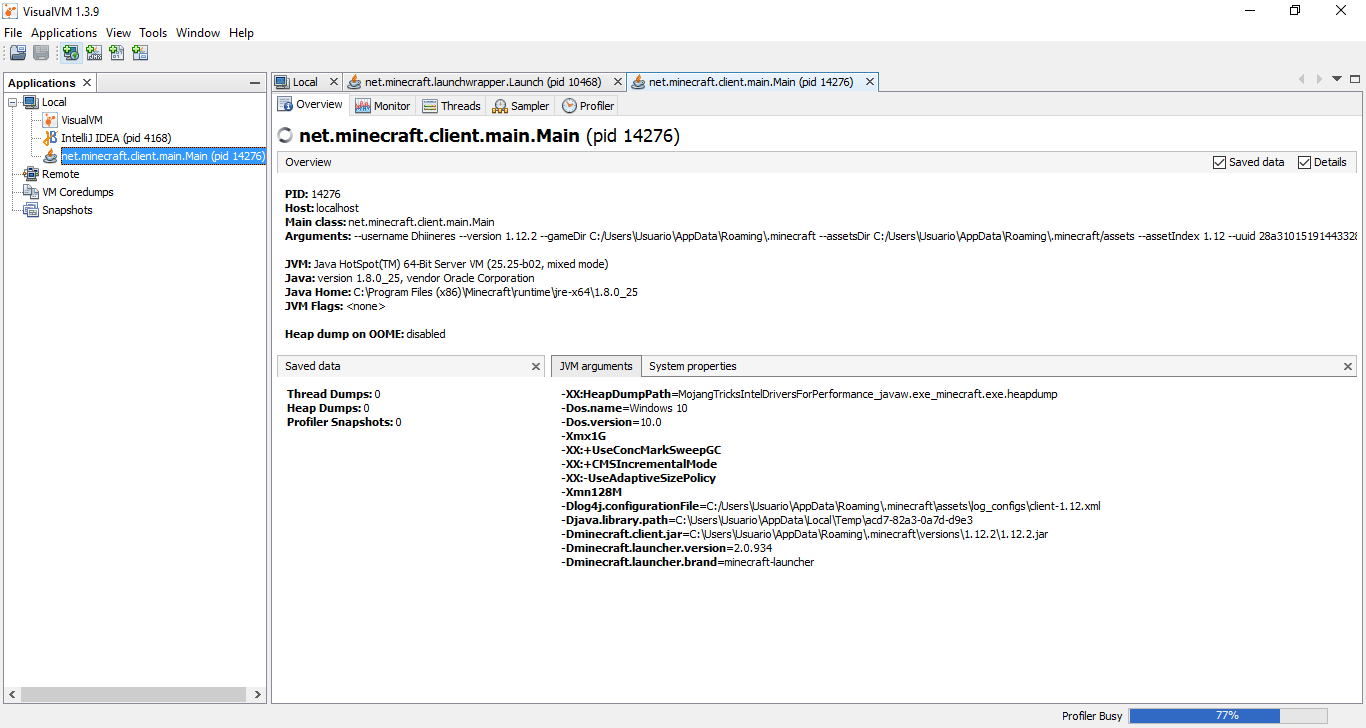 VisualVM 1.3.9
File Applications View Tools Window Help
Applications
Local
VisualVM
IntelliJ IDEA (pid 4168)
net.minecraft.client.main.Main (pid 14276)
Remote
VM Coredumps
Snapshots
Local net.minecraft.launchwrapper.Launch (pid 10468) net.minecraft.client.main.Main (pid 14276)
Overview Monitor Threads Sampler Profiler
net.minecraft.client.main.Main (pid 14276)
Overview Saved data Details
PID: 14276
Host: localhost
Main class: net.minecraft.client.main.Main
Arguments: --username Dhiineres --version 1.12.2 --gameDir C:/Users\Usuario\AppData\Roaming\.minecraft --assetsDir C:/Users\Usuario\AppData\Roaming\.minecraft/assets --assetIndex 1.12 --uuid 28a31015191443328
JVM: Java HotSpot(TM) 64-Bit Server VM (25.25-b02, mixed mode)
Java: version 1.8.0_25, vendor Oracle Corporation
Java Home: C:\Program Files (x86)\Minecraft\runtime\jre-x64\1.8.0_25
JVM Flags: <none>
Heap dump on OOME: disabled
Saved data
Thread Dumps: 0
Heap Dumps: 0
Profiler Snapshots: 0
JVM arguments System properties
-XX:HeapDumpPath=MojangTricksIntelDriversForPerformance_javaw.exe_minecraft.exe.heapdump
-Dos.name=Windows 10
-Dos.version=10.0
-Xmx1G
-XX:+UseConcMarkSweepGC
-XX:+CMSIncrementalMode
-XX:-UseAdaptiveSizePolicy
-Xmn128M
-Dlog4j.configurationFile=C:/Users\Usuario\AppData\Roaming\.minecraft\assets\log_configs\client-1.12.xml
-Djava.library.path=C:\Users\Usuario\AppData\Local\Temp\acd7-82a3-0a7d-d9e3
-Dminecraft.client.jar=C:\Users\Usuario\AppData\Roaming\.minecraft\versions\1.12.2\1.12.2.jar
-Dminecraft.launcher.version=2.0.934
-Dminecraft.launcher.brand=minecraft-launcher
Profiler Busy 77%